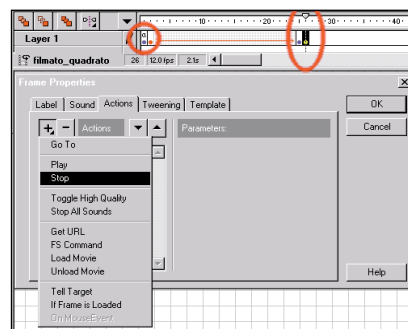 10 20 30 40
Layer 1
a
filmato_quadrato 26 12.0 fps 2.1s
Frame Properties x
Label Sound Actions Tweening Template OK
+ - Actions Parameters: Cancel
Go To
Play
Stop
Toggle High Quality
Stop All Sounds
Get URL
FS Command
Load Movie
Unload Movie Help
Tell Target
If Frame is Loaded
On MouseEvent